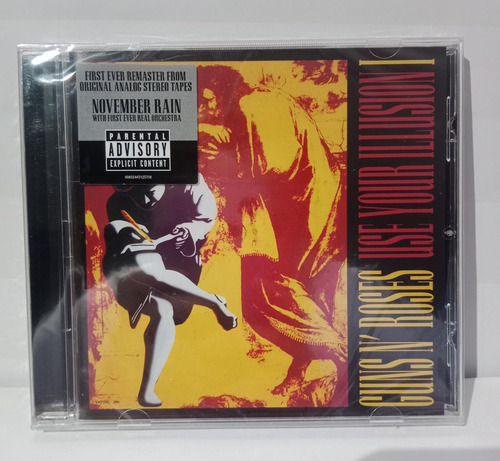 FIRST EVER REMASTER FROM
ORIGINAL ANALOG STEREO TAPES
NOVEMBER RAIN
WITH FIRST EVER REAL ORCHESTRA
PARENTAL
ADVISORY
EXPLICIT CONTENT
GUNS N' ROSES
USE YOUR ILLUSION I